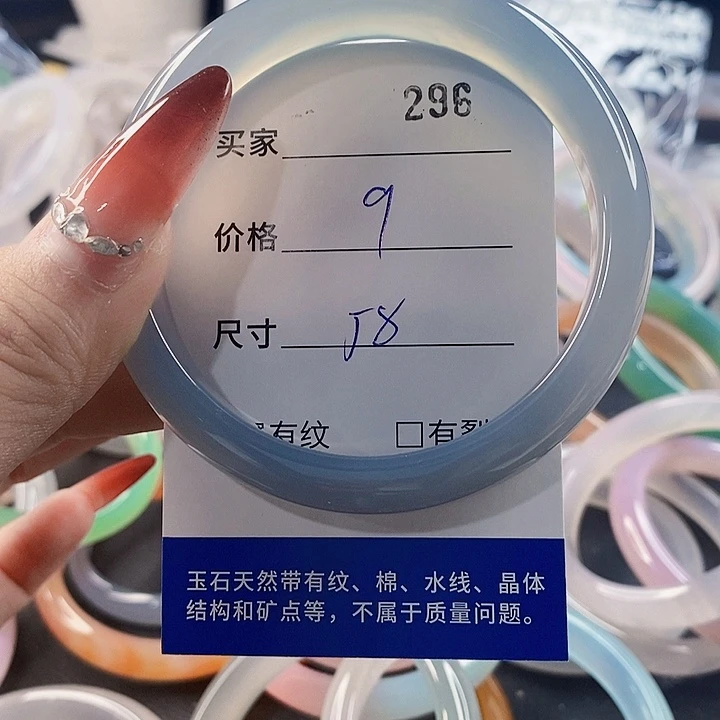 296
买家
价格 9
尺寸 58
有纹 □有裂
玉石天然带有纹、棉、水线、晶体
结构和矿点等，不属于质量问题。